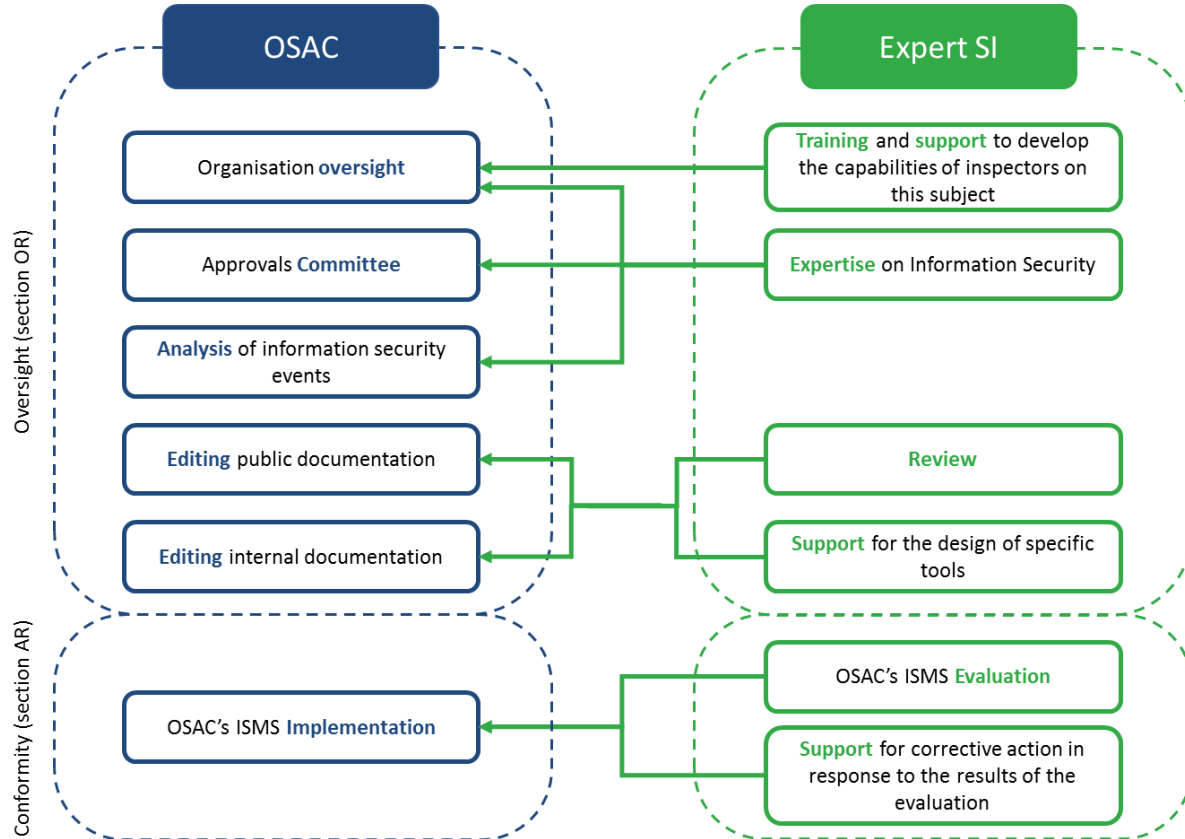 OSAC
Expert SI
Oversight (section OR)
Organisation oversight
Approvals Committee
Analysis of information security
events
Editing public documentation
Editing internal documentation
Training and support to develop
the capabilities of inspectors on
this subject
Expertise on Information Security
Review
Support for the design of specific
tools
Conformity (section AR)
OSAC’s ISMS Implementation
OSAC’s ISMS Evaluation
Support for corrective action in
response to the results of the
evaluation